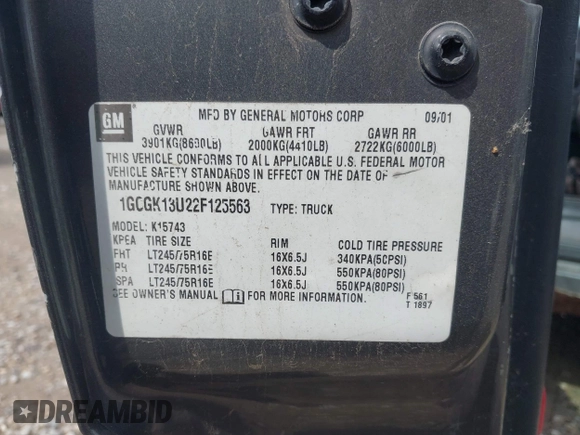 GM
MFD BY GENERAL MOTORS CORP 09/01
GVWR GAWR FRT GAWR RR
3901KG(8600LB) 2000KG(4410LB) 2722KG(6000LB)
THIS VEHICLE CONFORMS TO ALL APPLICABLE U.S. FEDERAL MOTOR
VEHICLE SAFETY STANDARDS IN EFFECT ON THE DATE OF
MANUFACTURE SHOWN ABOVE.
1GCGK13U22F125563 TYPE: TRUCK
MODEL: K15743
KPEA TIRE SIZE RIM COLD TIRE PRESSURE
FHT LT245/75R16E 16X6.5J 340KPA(50PSI)
RR LT245/75R16E 16X6.5J 550KPA(80PSI)
SPA LT245/75R16E 16X6.5J 550KPA(80PSI)
SEE OWNER'S MANUAL FOR MORE INFORMATION. F 561
T 1897
DREAMBID